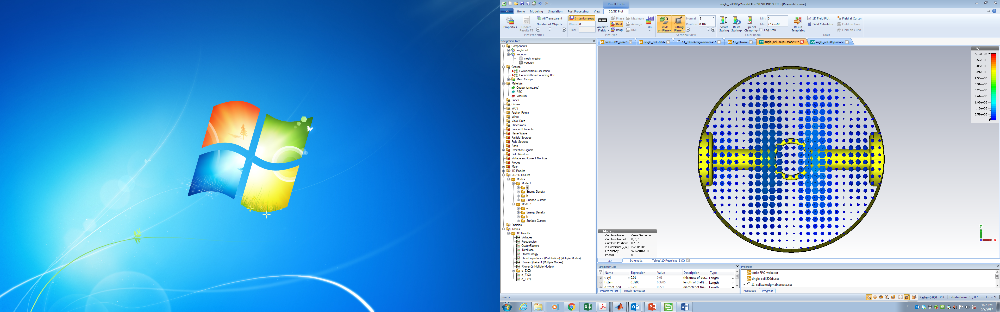 Result Tools
single_cell 900pi2-modeEH - CST STUDIO SUITE - [Research License]
File Home Modeling Simulation Post Processing View 2D/3D Plot
Properties
Update Results F5
All Transparent
Number of Objects
Plot Properties
Instantaneous
Phase: 0
Time:
Animate Fields
Phase
Real
Imag.
Maximum
Average
RMS
dB
dB
Plot Type
Fields on Plane
Cutting Plane
Normal: Z
Position: 0.187
Sectional View
Smart Scaling
Reset Scaling
Special Clamping
Min: 0
Max: 7.17e+06
Log Scale
Color Ramp
Result Templates
1D Field Plot
Field Calculator
Field at Cursor
Field on Face
Field on Curve
Tools
Navigation Tree
tank+FPC_wake* single_cell 500dx 11_cellwakesigmaincrease* 11_cellwake single_cell 900pi2-modeEH* single_cell 900pi2mode
Components
singleCell
vacuum
mesh_creator
vacuum
Groups
Excluded from Simulation
Excluded from Bounding Box
Mesh Groups
Materials
Copper (annealed)
PEC
Vacuum
Faces
Curves
WCS
Anchor Points
Wires
Voxel Data
Dimensions
Lumped Elements
Plane Wave
Farfield Sources
Field Sources
Ports
Excitation Signals
Field Monitors
Voltage and Current Monitors
Probes
Mesh
1D Results
2D/3D Results
Modes
Mode 1
e
Energy Density
h
Surface Current
Mode 2
e
Energy Density
h
Surface Current
Farfields
Tables
1D Results
Voltages
Frequencies
QualityFactors
TotalLoss
StoredEnergy
Shunt Impedance (Pertubation) (Multiple Modes)
R over Q beta=1 (Multiple Modes)
R over Q (Multiple Modes)
e_Z (Z)
e_Z (X)
e_Z (Y)
V/m
7.17e+06
6.52e+06
5.86e+06
5.21e+06
4.56e+06
3.91e+06
3.26e+06
2.61e+06
1.95e+06
1.3e+06
6.52e+05
0
Mode 1
Cutplane Name: Cross Section A
Cutplane Normal: 0, 0, 1
Cutplane Position: 0.187
2D Maximum [V/m]: 2.288e+06
Frequency: 9.392101e+08
Phase: 0
y
x
3D Schematic Tables\1D Results\e_Z (X)
Parameter List
Name Expression Value Description Type
t_cyl = 0.01 0.01 thickness of out... Length
l_stem = 0.3205 0.3205 length of (half) ... Length
d_front_ped = 0.221 0.221 diameter of fro... Length
Parameter List Result Navigator
Progress
tank+FPC_wake.cst
single_cell 500dx.cst
11_cellwakesigmaincrease.cst
Messages Progress
Ready
Raster=0.050 PEC Tetrahedrons=13,317 m Hz s °C
DE
5:22 PM
5/9/2017